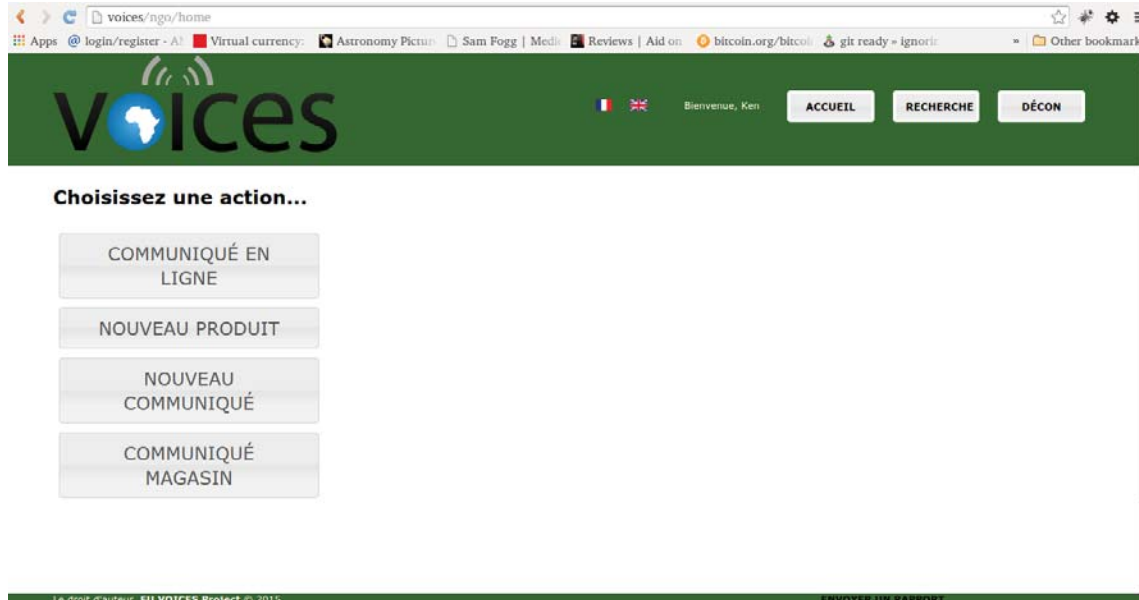 voices/ngo/home
Apps @ login/register - A Virtual currency: Astronomy Pictur Sam Fogg | Medi Reviews | Aid on bitcoin.org/bitcoi git ready » ignorin » Other bookmark
VOICES
Bienvenue, Ken ACCUEIL RECHERCHE DÉCON
Choisissez une action...
COMMUNIQUÉ EN
LIGNE
NOUVEAU PRODUIT
NOUVEAU
COMMUNIQUÉ
COMMUNIQUÉ
MAGASIN
Le droit d'auteur EU VOICES Project © 2015 ENVOYER UN RAPPORT